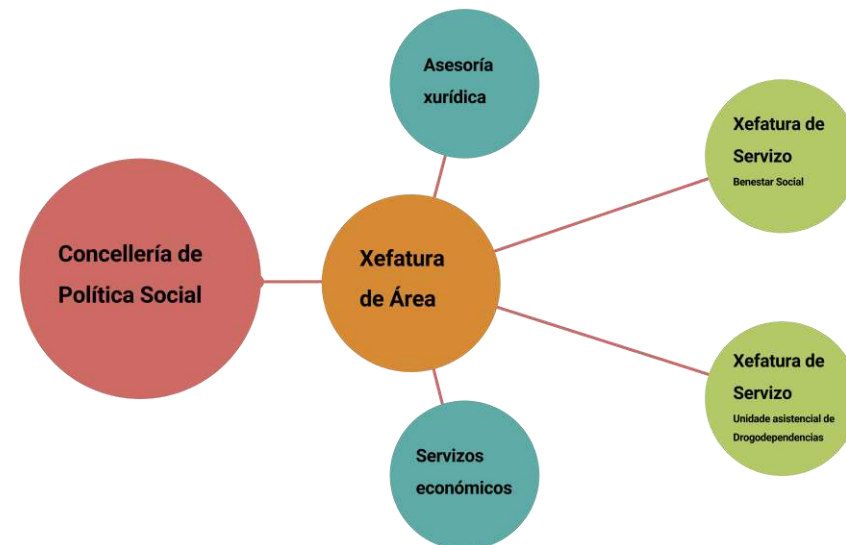 Asesoría
xurídica
Xefatura de
Servizo
Benestar Social
Concellería de
Política Social
Xefatura
de Área
Xefatura de
Servizo
Unidade asistencial de
Drogodependencias
Servizos
económicos